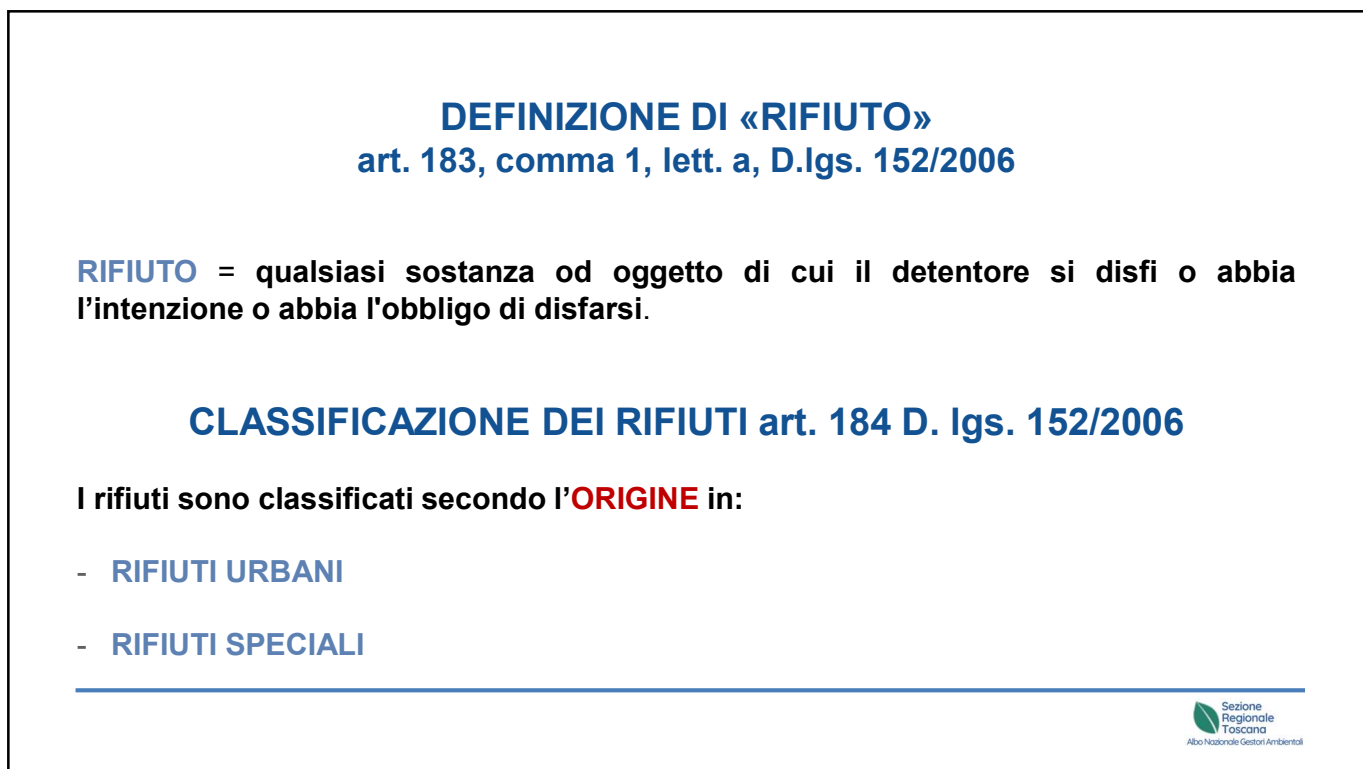 DEFINIZIONE DI «RIFIUTO»
art. 183, comma 1, lett. a, D.lgs. 152/2006
RIFIUTO = qualsiasi sostanza od oggetto di cui il detentore si disfi o abbia
l’intenzione o abbia l'obbligo di disfarsi.
CLASSIFICAZIONE DEI RIFIUTI art. 184 D. lgs. 152/2006
I rifiuti sono classificati secondo l’ORIGINE in:
- RIFIUTI URBANI
- RIFIUTI SPECIALI
Sezione
Regionale
Toscana
Albo Nazionale Gestori Ambientali